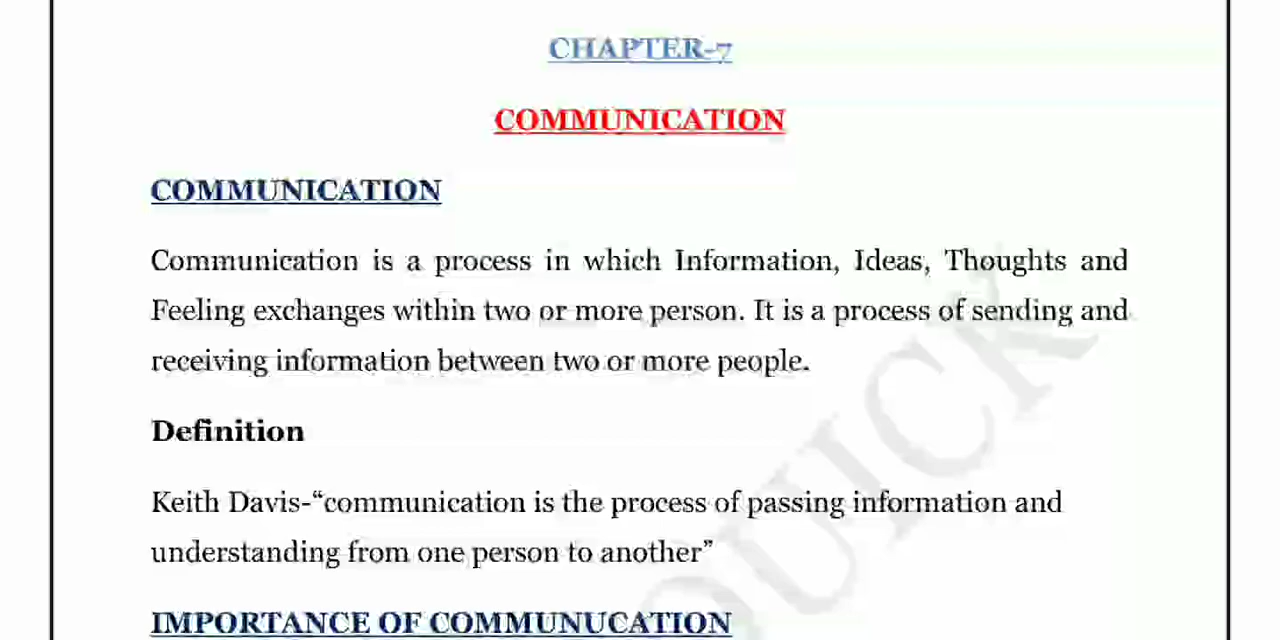 CHAPTER-7
COMMUNICATION
COMMUNICATION
Communication is a process in which Information, Ideas, Thoughts and
Feeling exchanges within two or more person. It is a process of sending and
receiving information between two or more people.
Definition
Keith Davis-“communication is the process of passing information and
understanding from one person to another”
IMPORTANCE OF COMMUNUCATION
QUICK